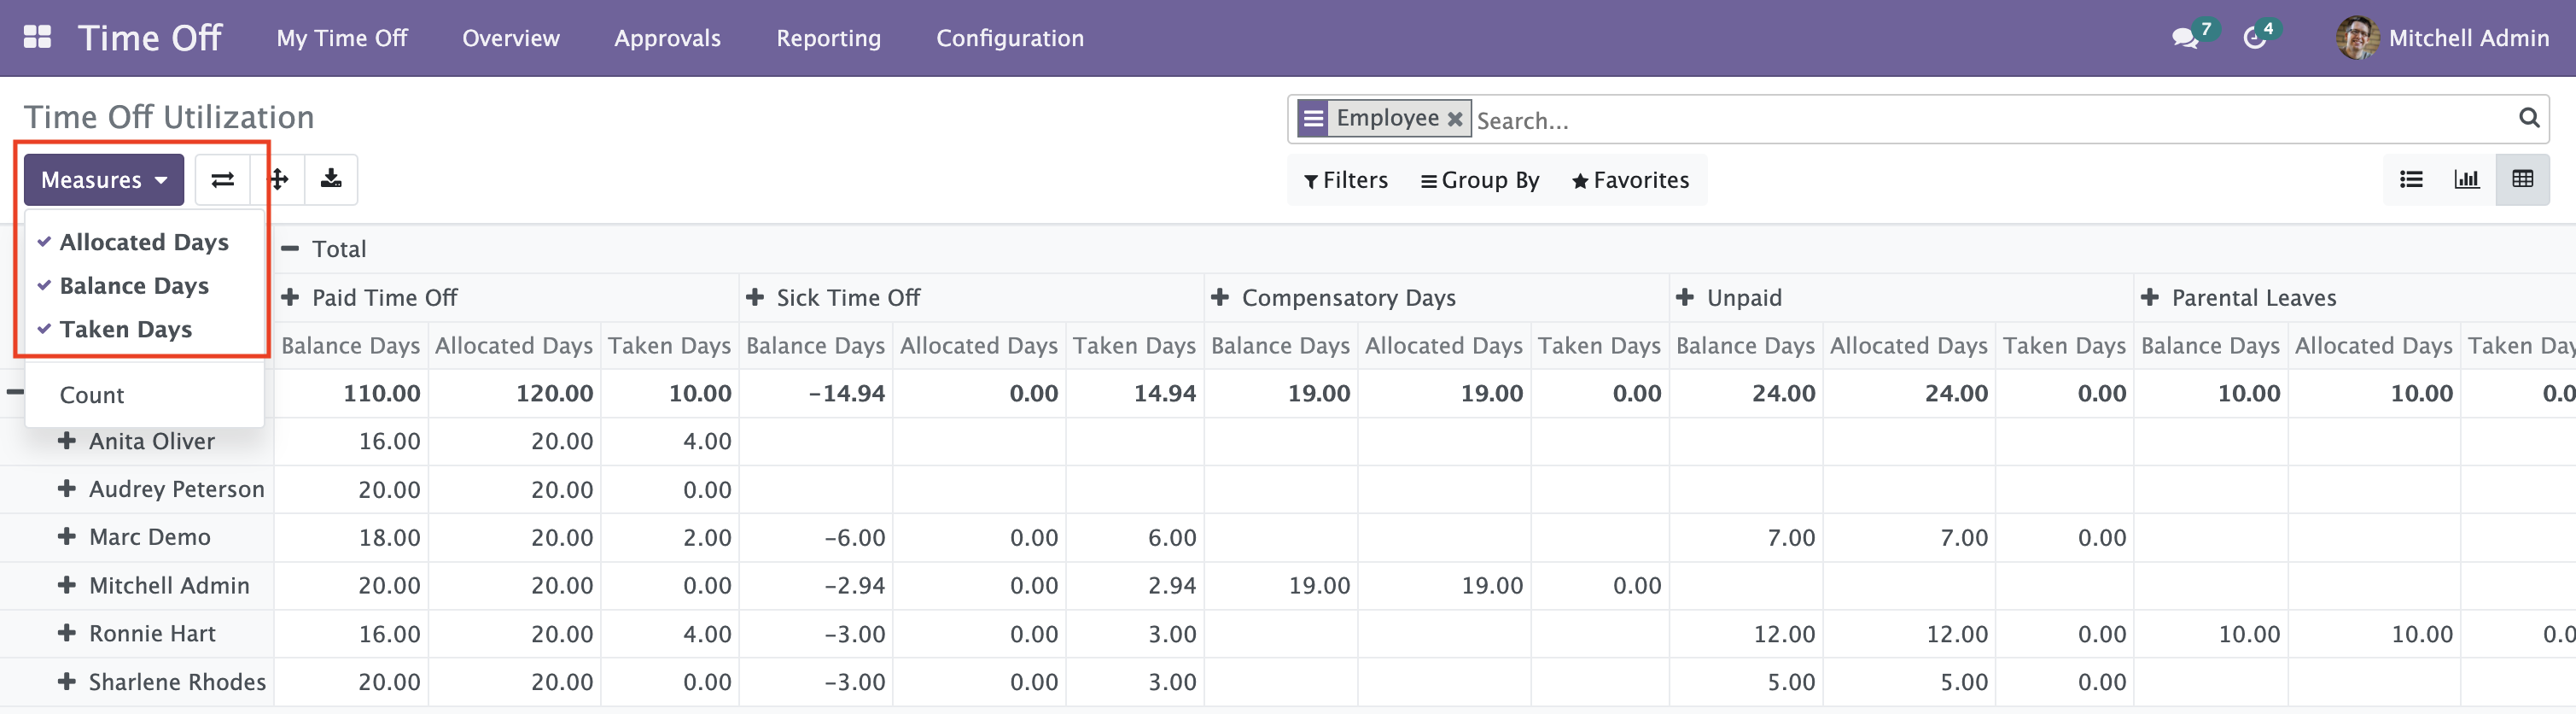 Time Off My Time Off Overview Approvals Reporting Configuration 7 4 Mitchell Admin
Time Off Utilization
Employee Search...
Measures
Filters Group By Favorites
Allocated Days
Balance Days
Taken Days
Count
Total
Paid Time Off Sick Time Off Compensatory Days Unpaid Parental Leaves
Balance Days Allocated Days Taken Days Balance Days Allocated Days Taken Days Balance Days Allocated Days Taken Days Balance Days Allocated Days Taken Days Balance Days Allocated Days Taken Day
110.00 120.00 10.00 -14.94 0.00 14.94 19.00 19.00 0.00 24.00 24.00 0.00 10.00 10.00 0.0
Anita Oliver 16.00 20.00 4.00
Audrey Peterson 20.00 20.00 0.00
Marc Demo 18.00 20.00 2.00 -6.00 0.00 6.00 7.00 7.00 0.00
Mitchell Admin 20.00 20.00 0.00 -2.94 0.00 2.94 19.00 19.00 0.00
Ronnie Hart 16.00 20.00 4.00 -3.00 0.00 3.00 12.00 12.00 0.00 10.00 10.00 0.0
Sharlene Rhodes 20.00 20.00 0.00 -3.00 0.00 3.00 5.00 5.00 0.00